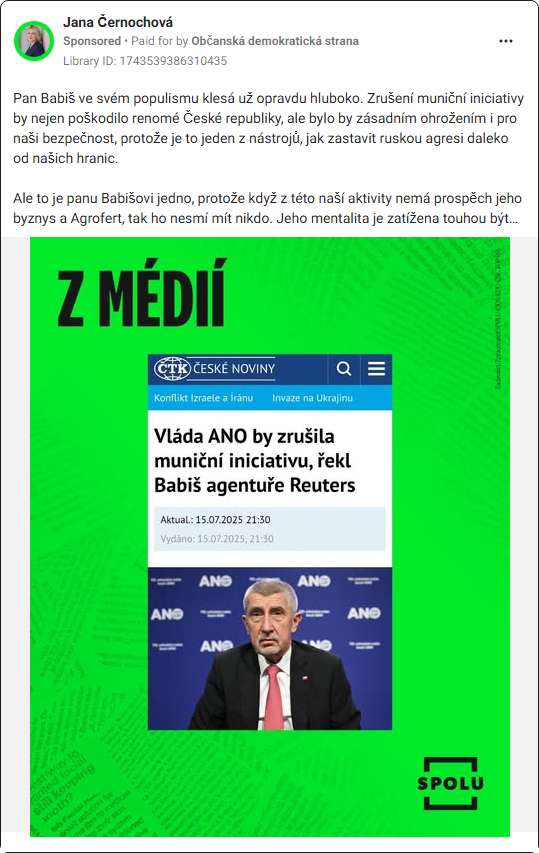 Jana Černochová
Sponsored • Paid for by Občanská demokratická strana
Library ID: 1743539386310435
Pan Babiš ve svém populismu klesá už opravdu hluboko. Zrušení muniční iniciativy
by nejen poškodilo renomé České republiky, ale bylo by zásadním ohrožením i pro
naši bezpečnost, protože je to jeden z nástrojů, jak zastavit ruskou agresi daleko
od našich hranic.
Ale to je panu Babišovi jedno, protože když z této naší aktivity nemá prospěch jeho
byznys a Agrofert, tak ho nesmí mít nikdo. Jeho mentalita je zatížena touhou být...
Z MÉDIÍ
ČTK ČESKÉ NOVINY
Konflikt Izraele a Íránu Invaze na Ukrajinu
Vláda ANO by zrušila
muniční iniciativu, řekl
Babiš agentuře Reuters
Aktual.: 15.07.2025 21:30
Vydáno: 15.07.2025, 21:30
ANO ANO ANO
ANO ANO
ANO
SPOLU